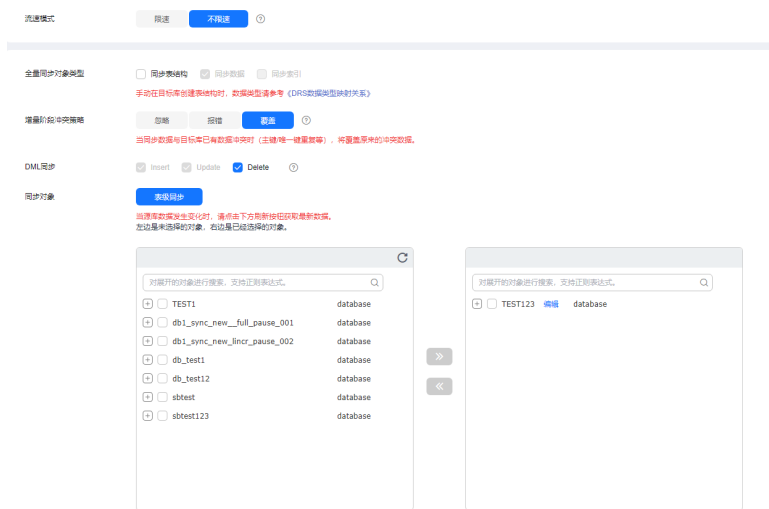 流速模式 限速 不限速
全量同步对象类型 同步表结构 同步数据 同步索引
手动在目标库创建表结构时，数据类型请参考《DRS数据类型映射关系》
增量阶段冲突策略 忽略 报错 覆盖
当同步数据与目标库已有数据冲突时（主键/唯一键重复等），将覆盖原来的冲突数据。
DML同步 Insert Update Delete
同步对象 表级同步
当源库数据发生变化时，请点击下方刷新按钮获取最新数据。
左边是未选择的对象，右边是已经选择的对象。
对展开的对象进行搜索，支持正则表达式。 对展开的对象进行搜索，支持正则表达式。
TEST1 database TEST123 编辑 database
db1_sync_new__full_pause_001 database
db1_sync_new_lincr_pause_002 database
db_test1 database
db_test12 database
sbtest database
sbtest123 database